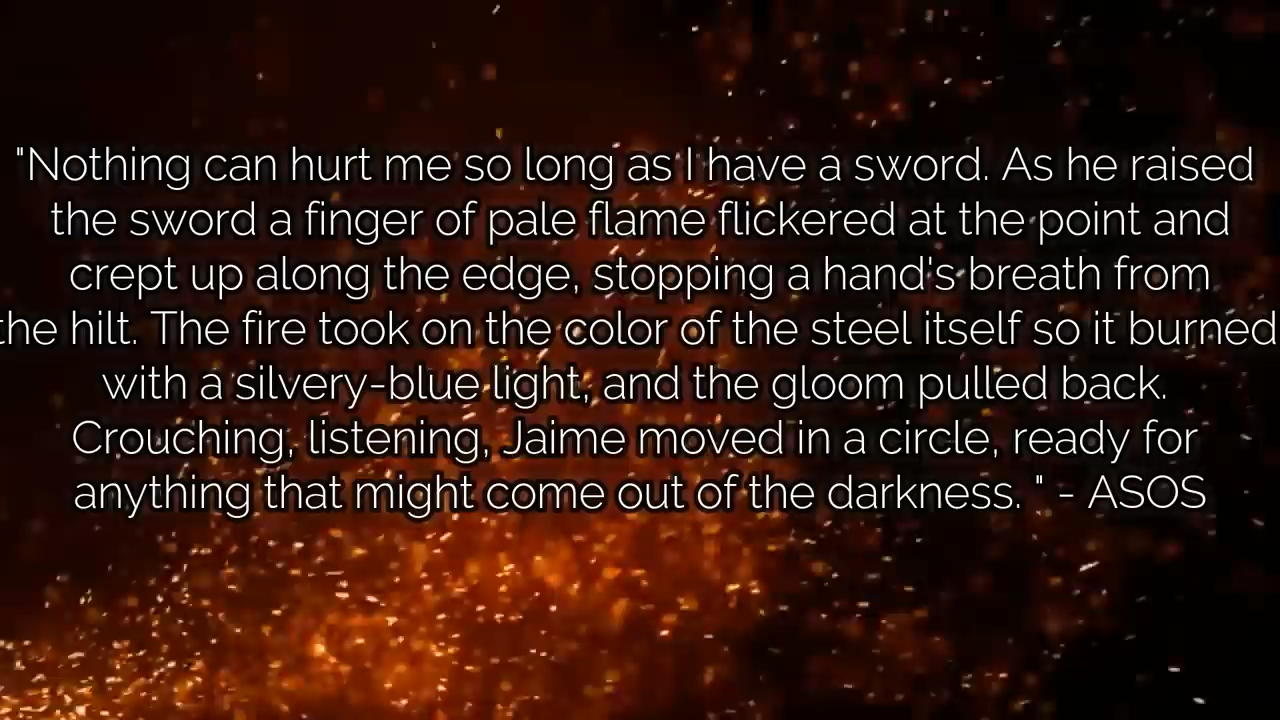 "Nothing can hurt me so long as I have a sword. As he raised
the sword a finger of pale flame flickered at the point and
crept up along the edge, stopping a hand's breath from
the hilt. The fire took on the color of the steel itself so it burned
with a silvery-blue light, and the gloom pulled back.
Crouching, listening, Jaime moved in a circle, ready for
anything that might come out of the darkness. " - ASOS